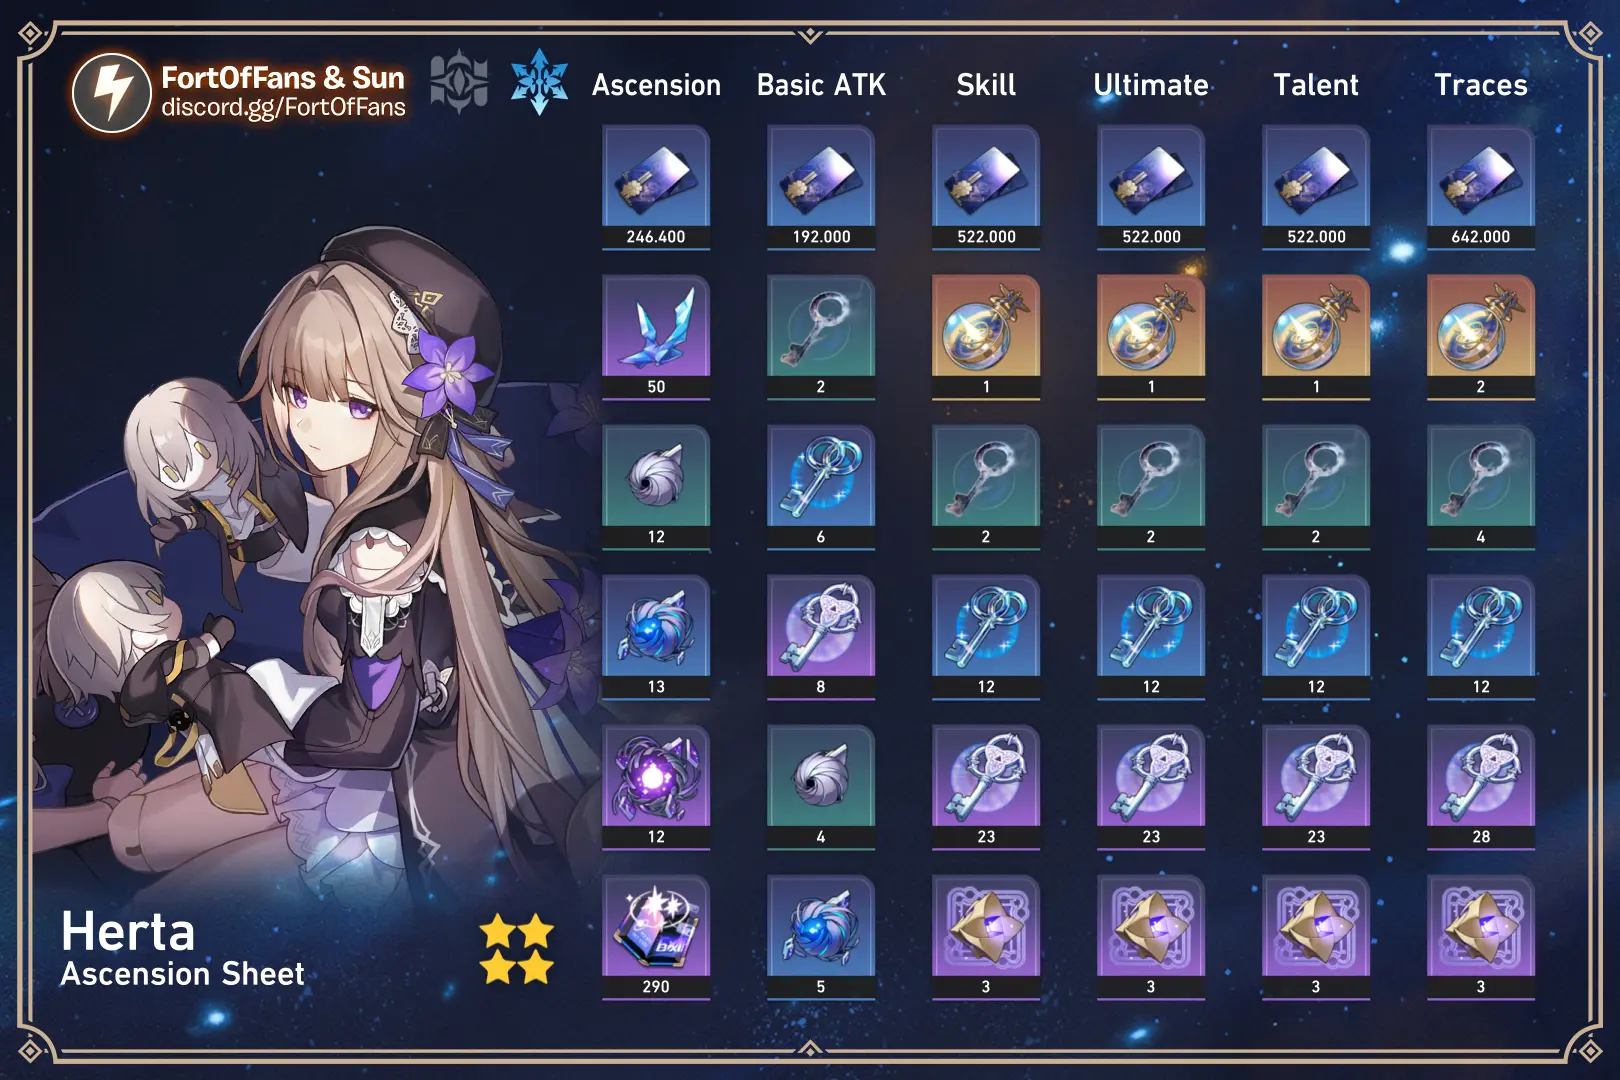 FortOfFans & Sun
discord.gg/FortOfFans
Ascension Basic ATK Skill Ultimate Talent Traces
246.400 192.000 522.000 522.000 522.000 642.000
50 2 1 1 1 2
12 6 2 2 2 4
13 8 12 12 12 12
12 4 23 23 23 28
290 5 3 3 3 3
Herta
Ascension Sheet